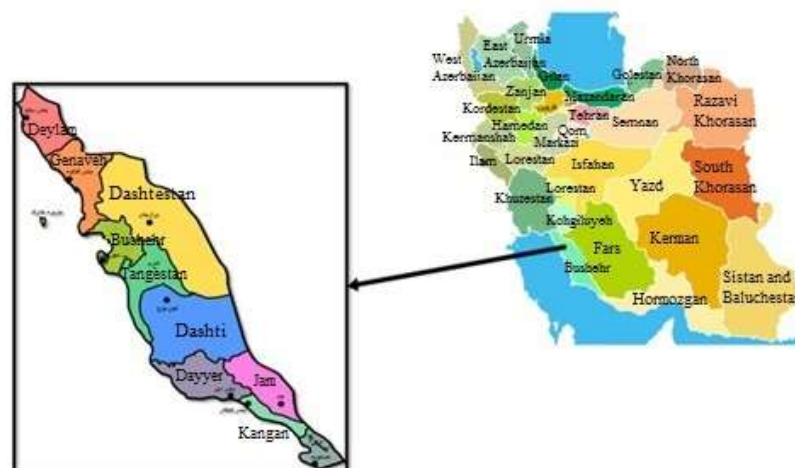 Deylam
Genaveh
Dashtestan
Bushehr
Tangestan
Dashti
Dayyer
Jam
Kangan
Urmia
East
Azerbaijan
West
Azerbaijan
Gilan
Golestan
North
Khorasan
Zanjan
Mazandaran
Razavi
Khorasan
Kordestan
Tehran
Hamedan
Qom
Semnan
Markazi
Kermanshah
Ilam
Lorestan
Isfahan
Yazd
South
Khorasan
Khuzestan
Lorestan
Kohgiluyeh
Fars
Kerman
Bushehr
Hormozgan
Sistan and
Baluchestan